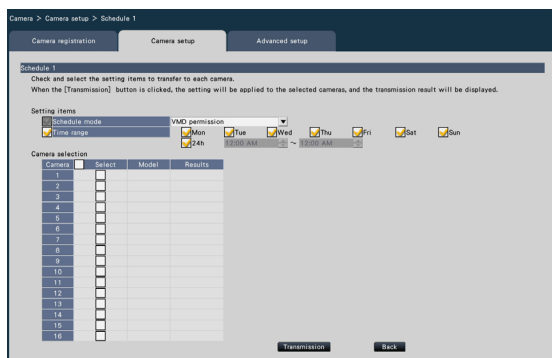 Camera > Camera setup > Schedule 1
Camera registration Camera setup Advanced setup
Schedule 1
Check and select the setting items to transfer to each camera.
When the [Transmission] button is clicked, the setting will be applied to the selected cameras, and the transmission result will be displayed.
Setting items
Schedule mode VMD permission
Time range Mon Tue Wed Thu Fri Sat Sun
24h 12:00 AM ~ 12:00 AM
Camera selection
Camera Select Model Results
1
2
3
4
5
6
7
8
9
10
11
12
13
14
15
16
Transmission Back